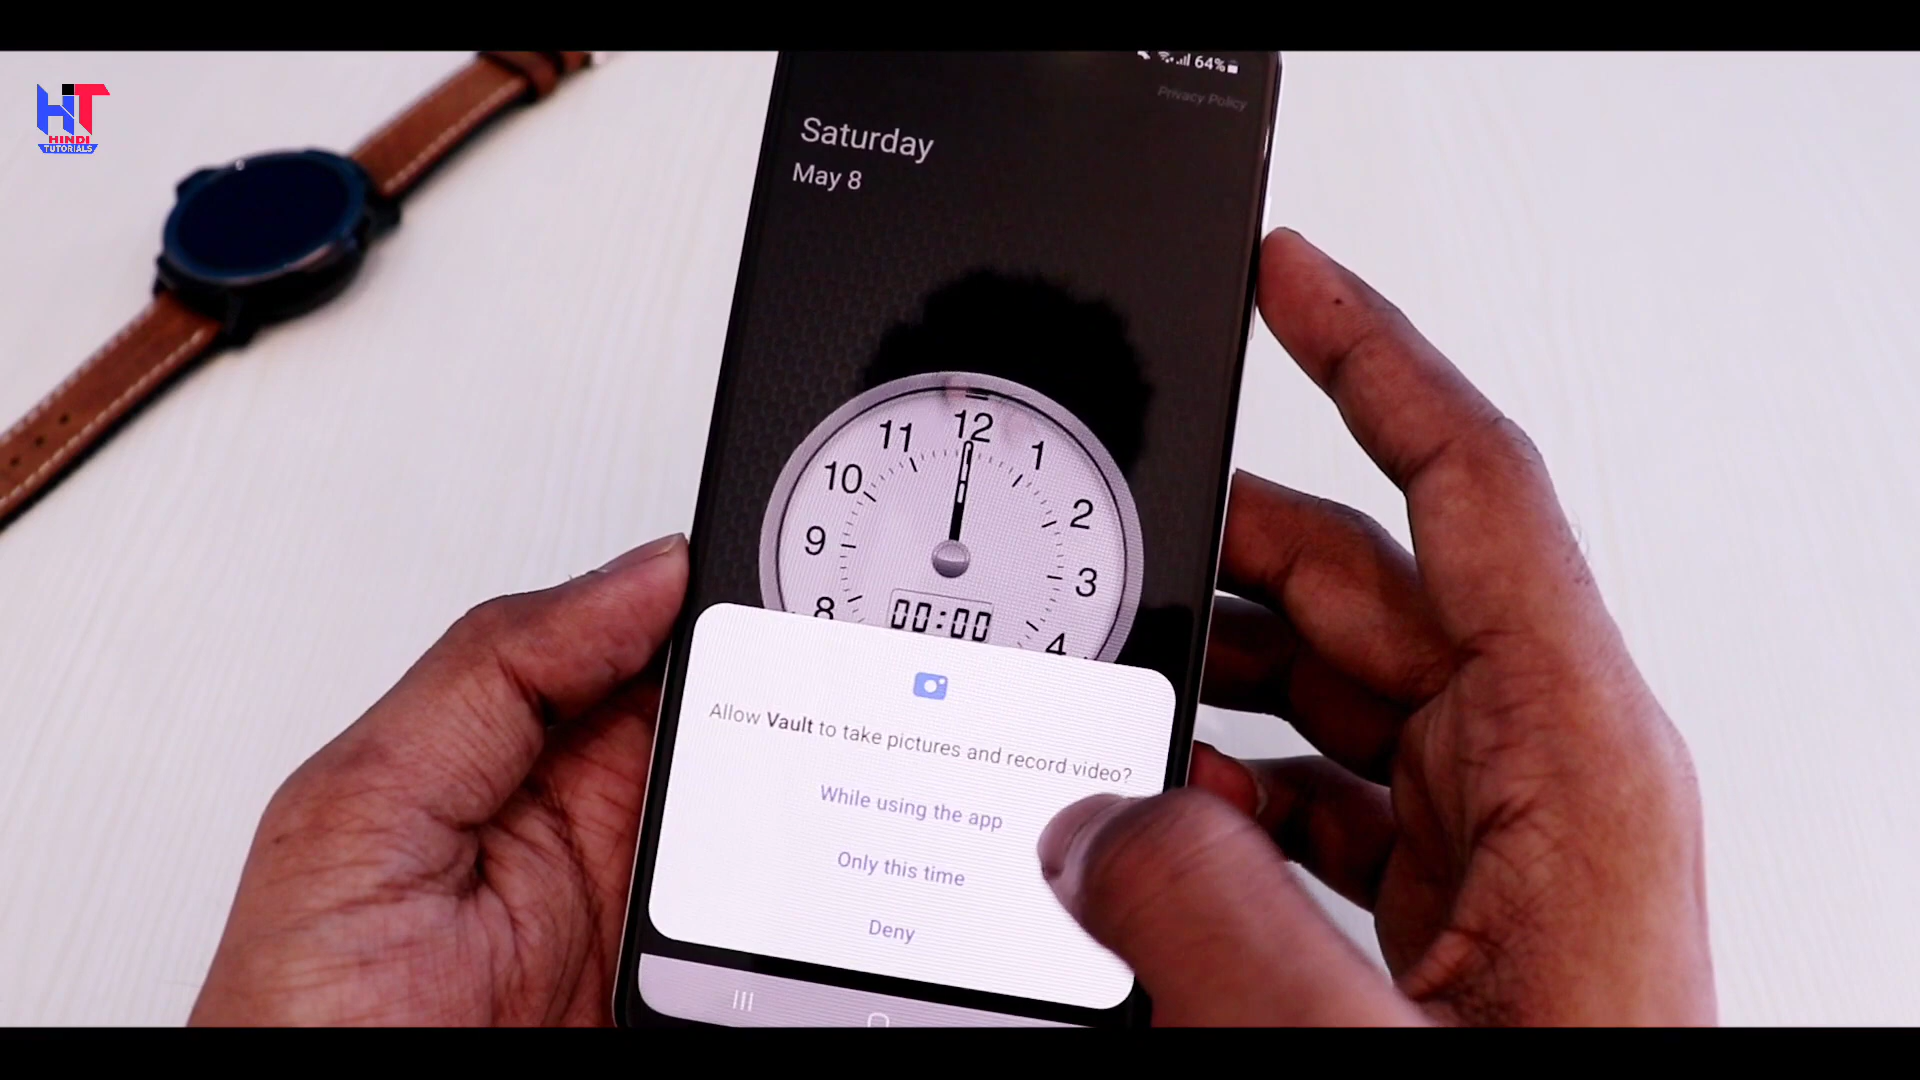 HT
HINDI
TUTORIALS
64%
Privacy Policy
Saturday
May 8
12
11
1
10
2
9
3
8
4
00:00
Allow Vault to take pictures and record video?
While using the app
Only this time
Deny